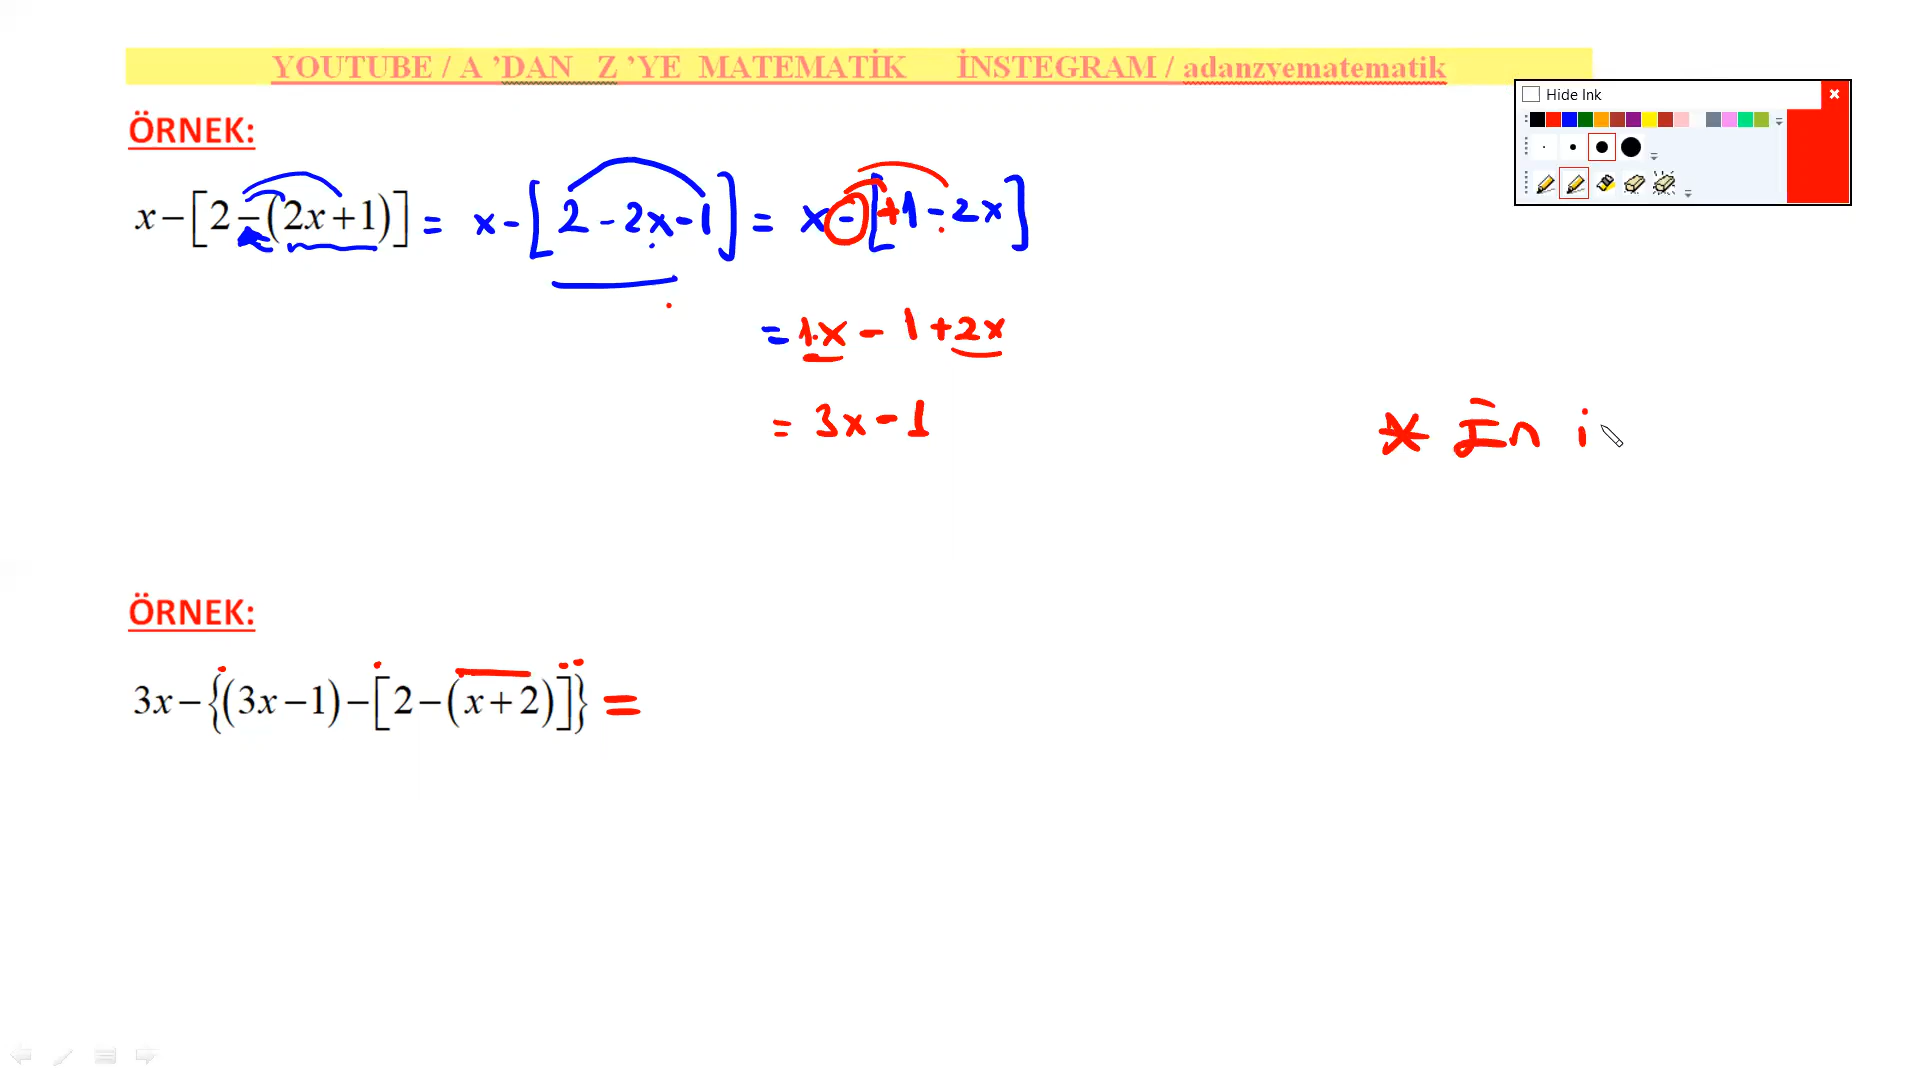 YOUTUBE / A ’DAN Z ’YE MATEMATİK İNSTEGRAM / adanzyematematik
Hide Ink
ÖRNEK:
x−[2−(2x+1)] = x-[2-2x-1] = x-[+1-2x]
= 1.x - 1+2x
= 3x-1
* En i
ÖRNEK:
3x−{(3x−1)−[2−(x+2)]} =